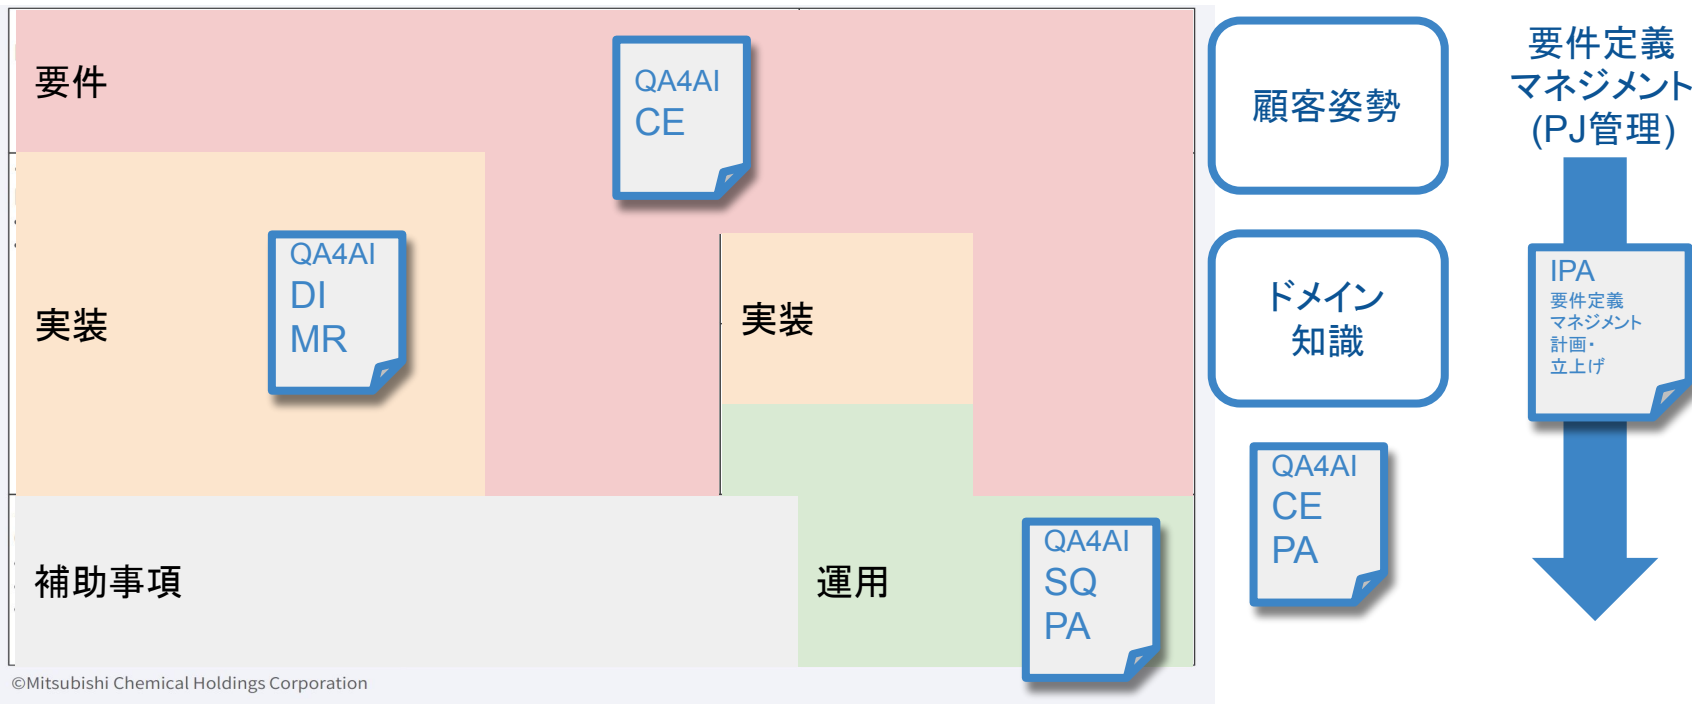 要件
QA4AI
CE
実装
QA4AI
DI
MR
実装
補助事項
運用
QA4AI
SQ
PA
©Mitsubishi Chemical Holdings Corporation
顧客姿勢
ドメイン
知識
QA4AI
CE
PA
要件定義
マネジメント
(PJ管理)
IPA
要件定義
マネジメント
計画・
立上げ